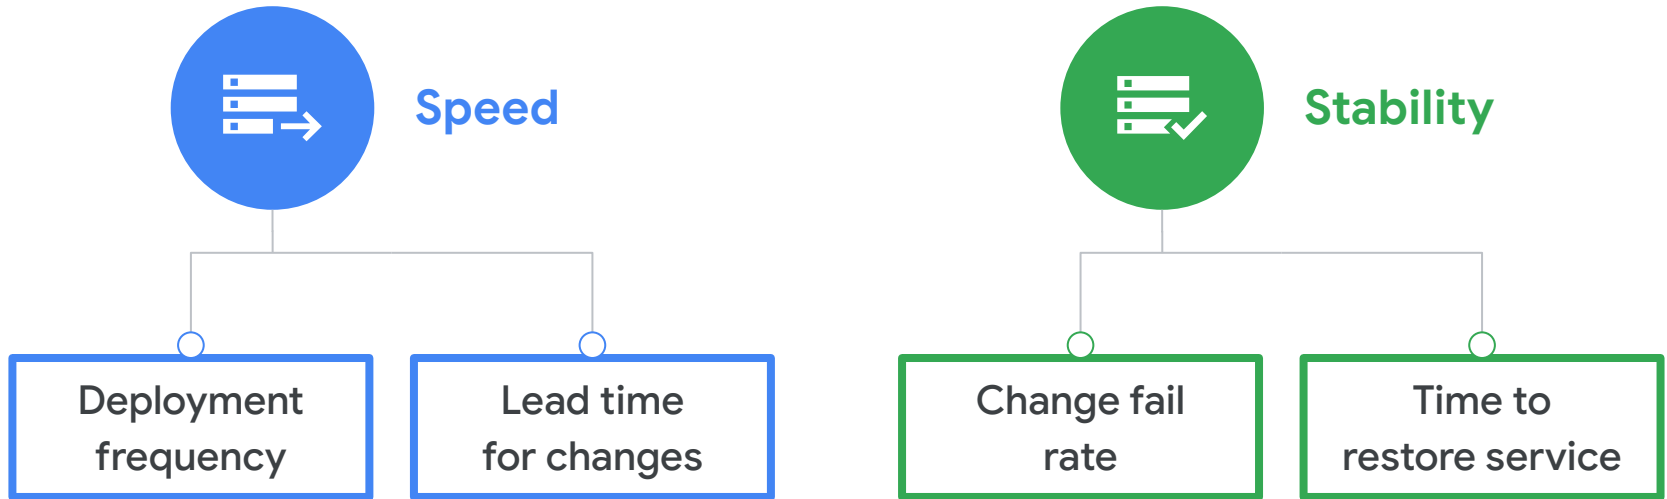 Speed
Stability
Deployment
frequency
Lead time
for changes
Change fail
rate
Time to
restore service